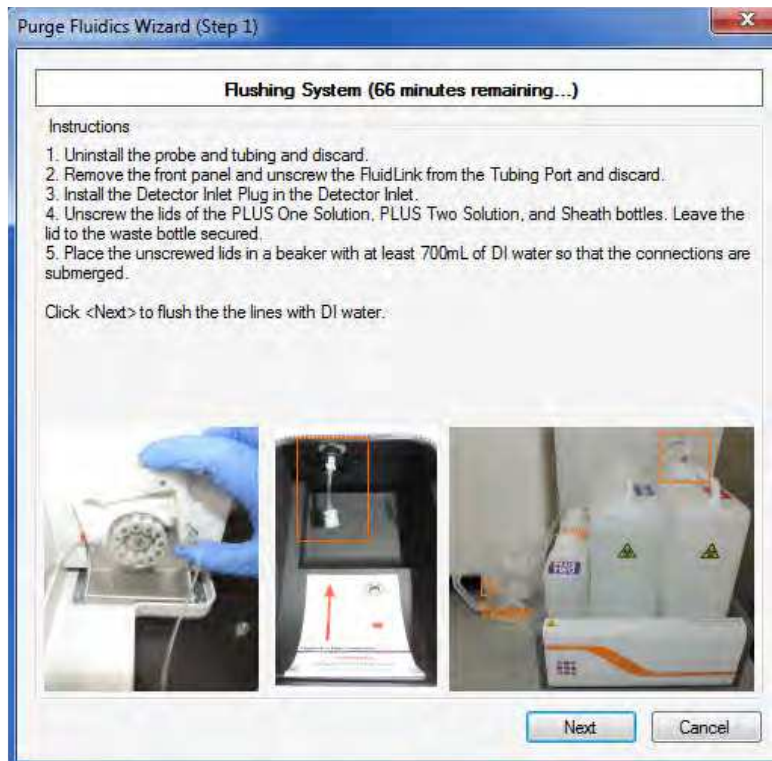 Purge Fluidics Wizard (Step 1)
Flushing System (66 minutes remaining...)
Instructions
1. Uninstall the probe and tubing and discard.
2. Remove the front panel and unscrew the FluidLink from the Tubing Port and discard.
3. Install the Detector Inlet Plug in the Detector Inlet.
4. Unscrew the lids of the PLUS One Solution, PLUS Two Solution, and Sheath bottles. Leave the
lid to the waste bottle secured.
5. Place the unscrewed lids in a beaker with at least 700mL of DI water so that the connections are
submerged.
Click <Next> to flush the the lines with DI water.
Next
Cancel